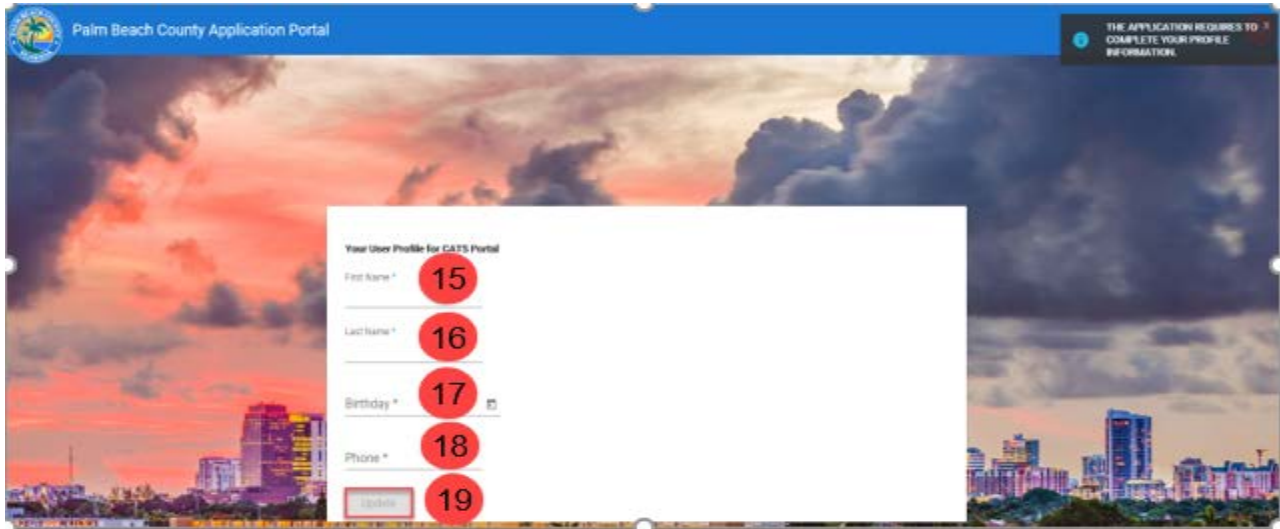 Palm Beach County Application Portal
THE APPLICATION REQUIRES TO
COMPLETE YOUR PROFILE
INFORMATION.
x
Your User Profile for CATS Portal
First Name *
15
Last Name *
16
Birthday *
17
Phone *
18
Update
19